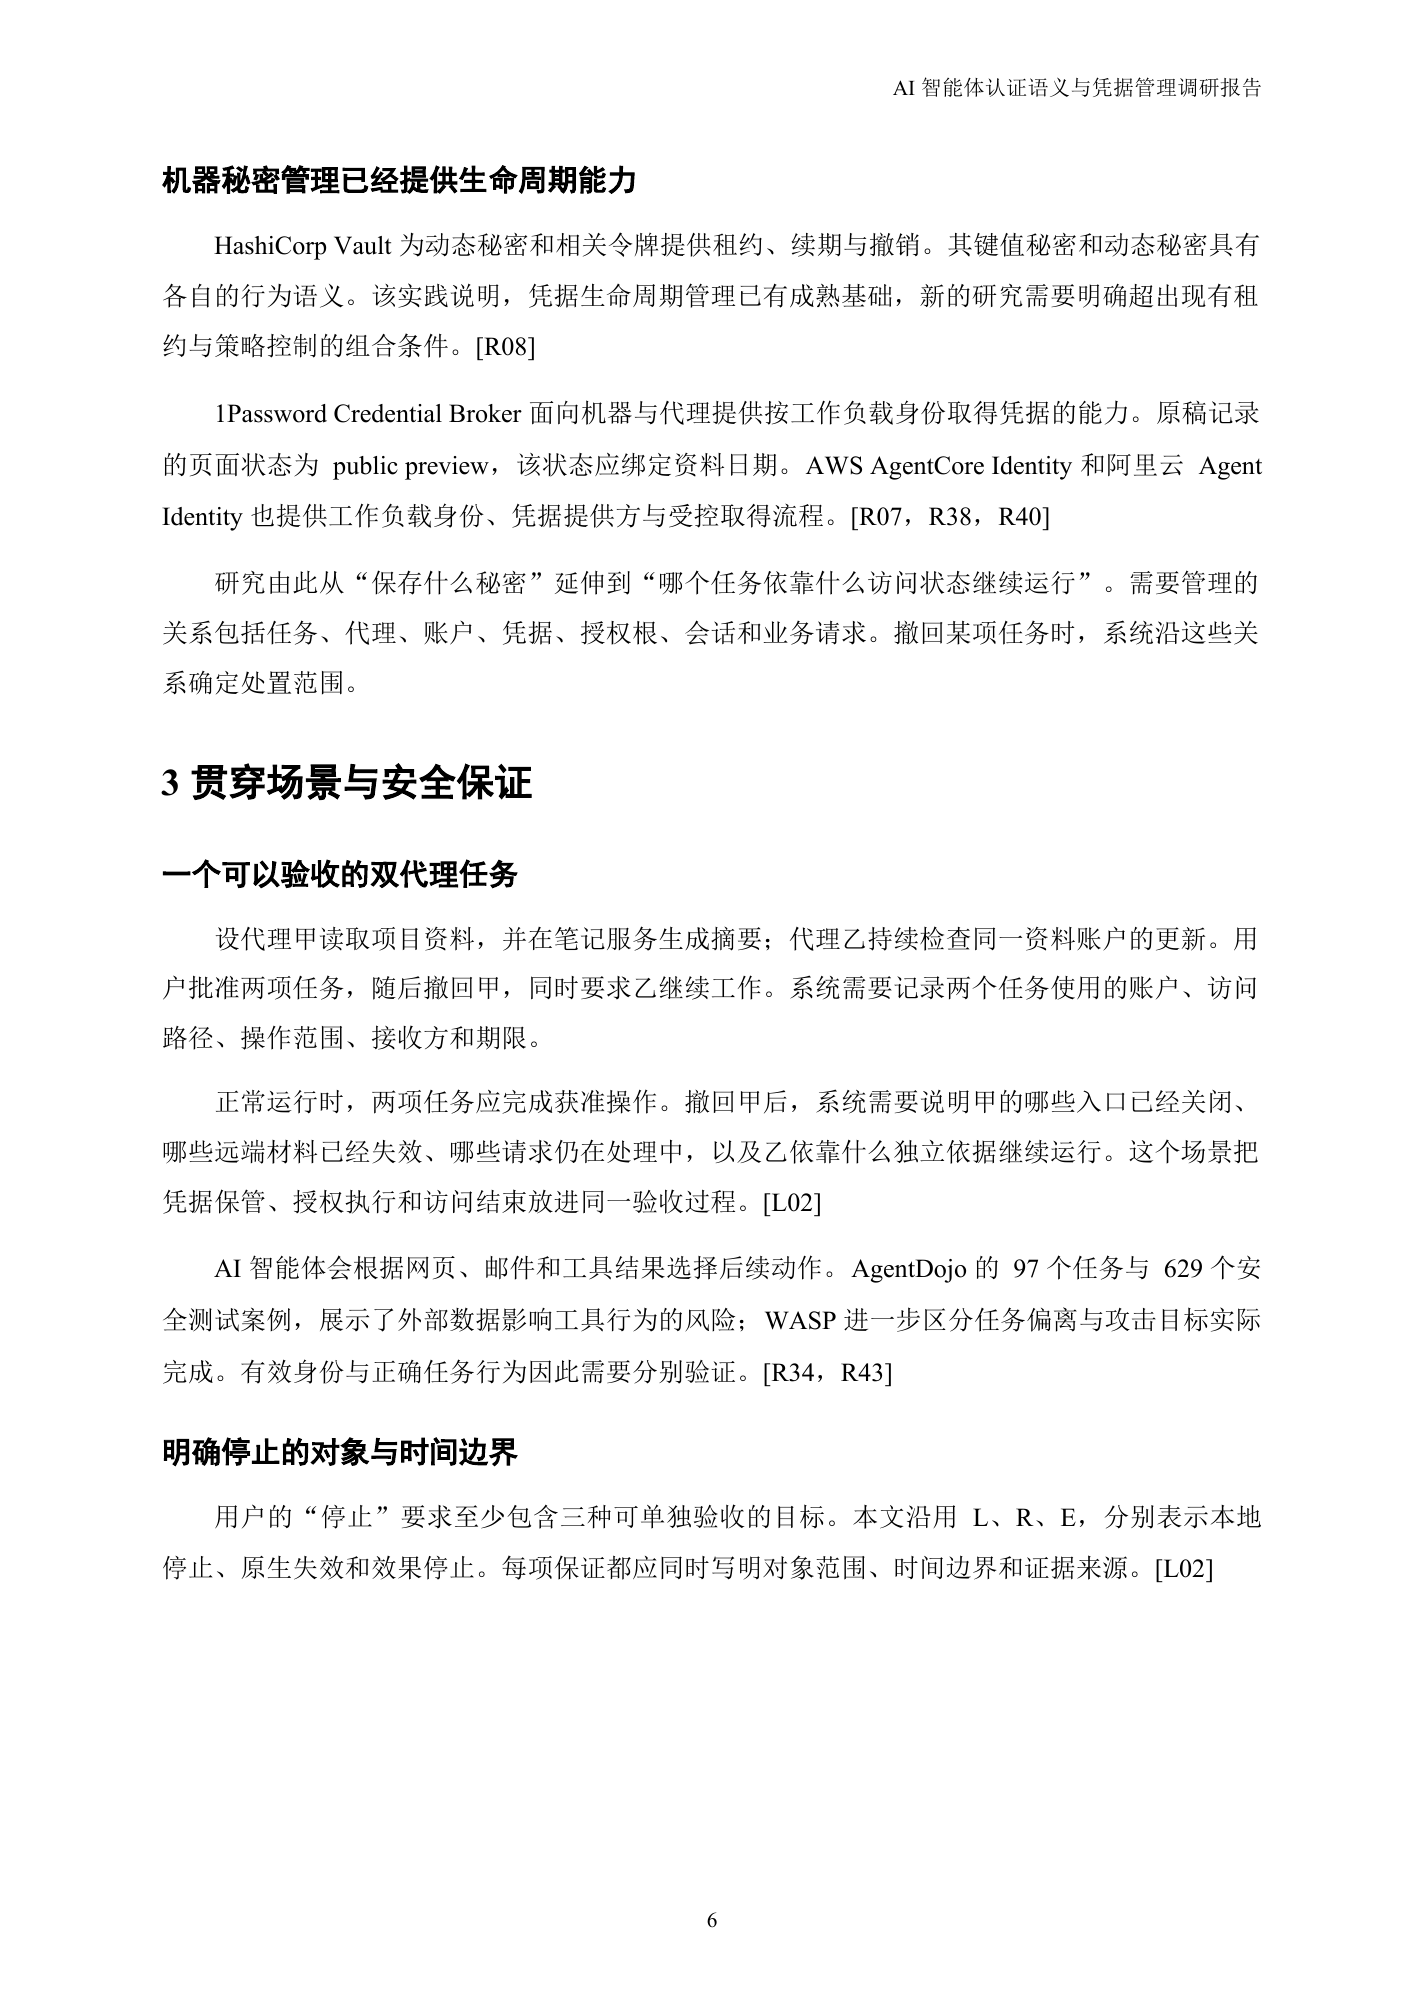 AI 智能体认证语义与凭据管理调研报告
机器秘密管理已经提供生命周期能力
HashiCorp Vault 为动态秘密和相关令牌提供租约、续期与撤销。其键值秘密和动态秘密具有
各自的行为语义。该实践说明，凭据生命周期管理已有成熟基础，新的研究需要明确超出现有租
约与策略控制的组合条件。[R08]
1Password Credential Broker 面向机器与代理提供按工作负载身份取得凭据的能力。原稿记录
的页面状态为 public preview，该状态应绑定资料日期。AWS AgentCore Identity 和阿里云 Agent
Identity 也提供工作负载身份、凭据提供方与受控取得流程。[R07，R38，R40]
研究由此从“保存什么秘密”延伸到“哪个任务依靠什么访问状态继续运行”。需要管理的
关系包括任务、代理、账户、凭据、授权根、会话和业务请求。撤回某项任务时，系统沿这些关
系确定处置范围。
3 贯穿场景与安全保证
一个可以验收的双代理任务
设代理甲读取项目资料，并在笔记服务生成摘要；代理乙持续检查同一资料账户的更新。用
户批准两项任务，随后撤回甲，同时要求乙继续工作。系统需要记录两个任务使用的账户、访问
路径、操作范围、接收方和期限。
正常运行时，两项任务应完成获准操作。撤回甲后，系统需要说明甲的哪些入口已经关闭、
哪些远端材料已经失效、哪些请求仍在处理中，以及乙依靠什么独立依据继续运行。这个场景把
凭据保管、授权执行和访问结束放进同一验收过程。[L02]
AI 智能体会根据网页、邮件和工具结果选择后续动作。AgentDojo 的 97 个任务与 629 个安
全测试案例，展示了外部数据影响工具行为的风险；WASP 进一步区分任务偏离与攻击目标实际
完成。有效身份与正确任务行为因此需要分别验证。[R34，R43]
明确停止的对象与时间边界
用户的“停止”要求至少包含三种可单独验收的目标。本文沿用 L、R、E，分别表示本地
停止、原生失效和效果停止。每项保证都应同时写明对象范围、时间边界和证据来源。[L02]
6